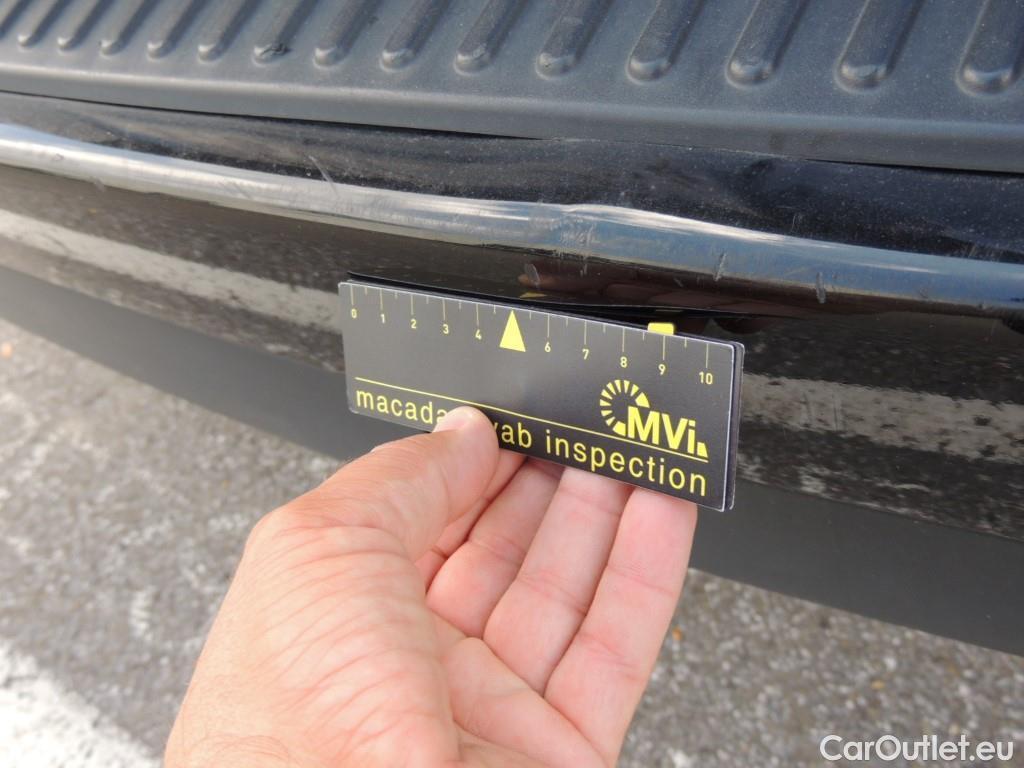 0 1 2 3 4 6 7 8 9 10
MVi
inspection
CarOutlet.eu